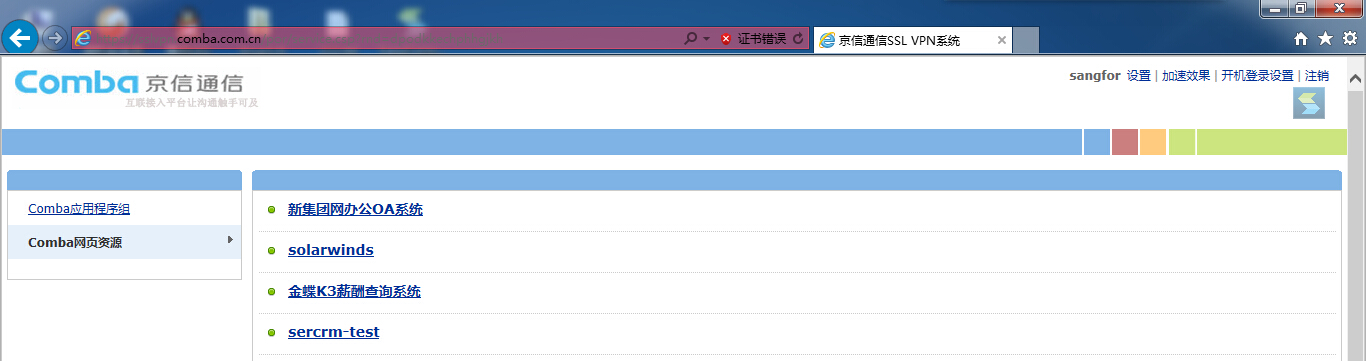 comba.com.cn
证书错误
京信通信SSL VPN系统
Comba 京信通信
互联接入平台让沟通触手可及
sangfor 设置 | 加速效果 | 开机登录设置 | 注销
Comba应用程序组
Comba网页资源
新集团网办公OA系统
solarwinds
金蝶K3薪酬查询系统
sercrm-test